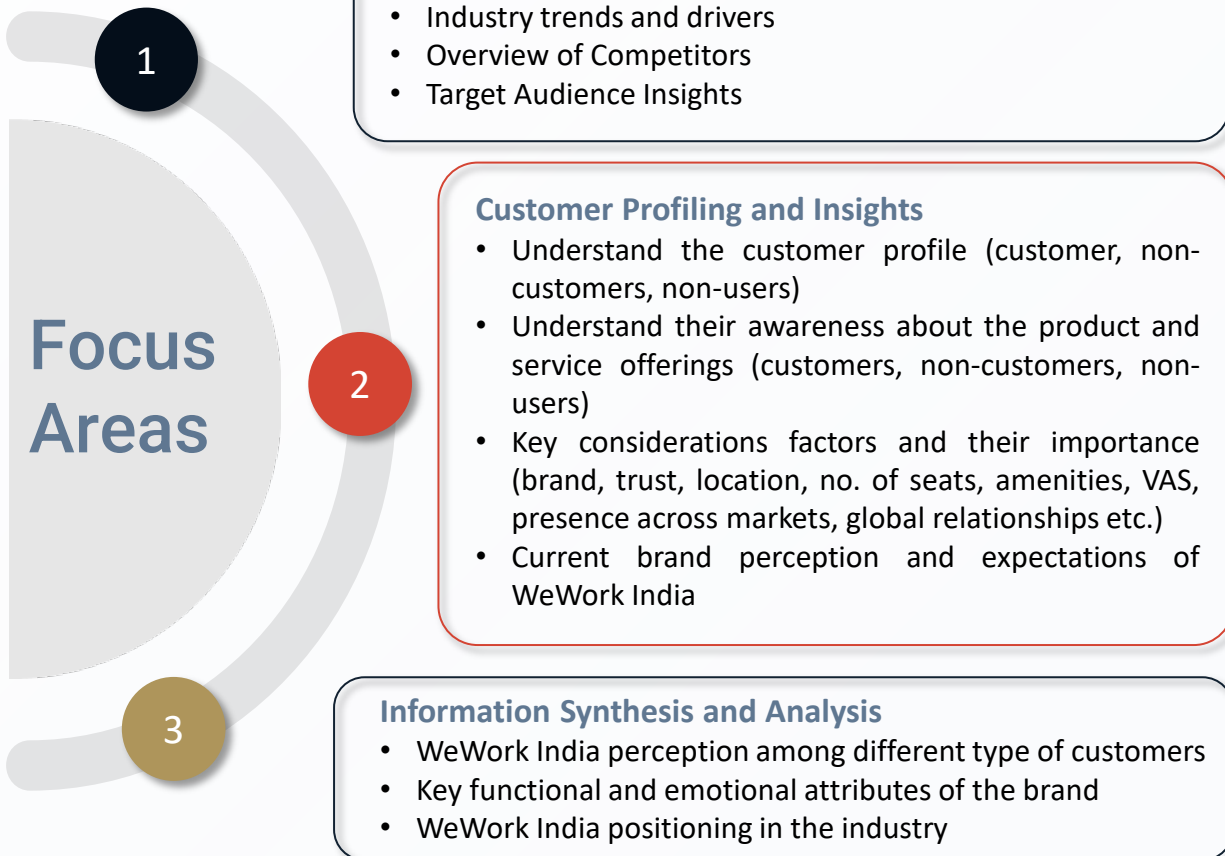 • Industry trends and drivers
• Overview of Competitors
• Target Audience Insights
1
Focus
Areas
2
Customer Profiling and Insights
• Understand the customer profile (customer, non-
customers, non-users)
• Understand their awareness about the product and
service offerings (customers, non-customers, non-
users)
• Key considerations factors and their importance
(brand, trust, location, no. of seats, amenities, VAS,
presence across markets, global relationships etc.)
• Current brand perception and expectations of
WeWork India
3
Information Synthesis and Analysis
• WeWork India perception among different type of customers
• Key functional and emotional attributes of the brand
• WeWork India positioning in the industry